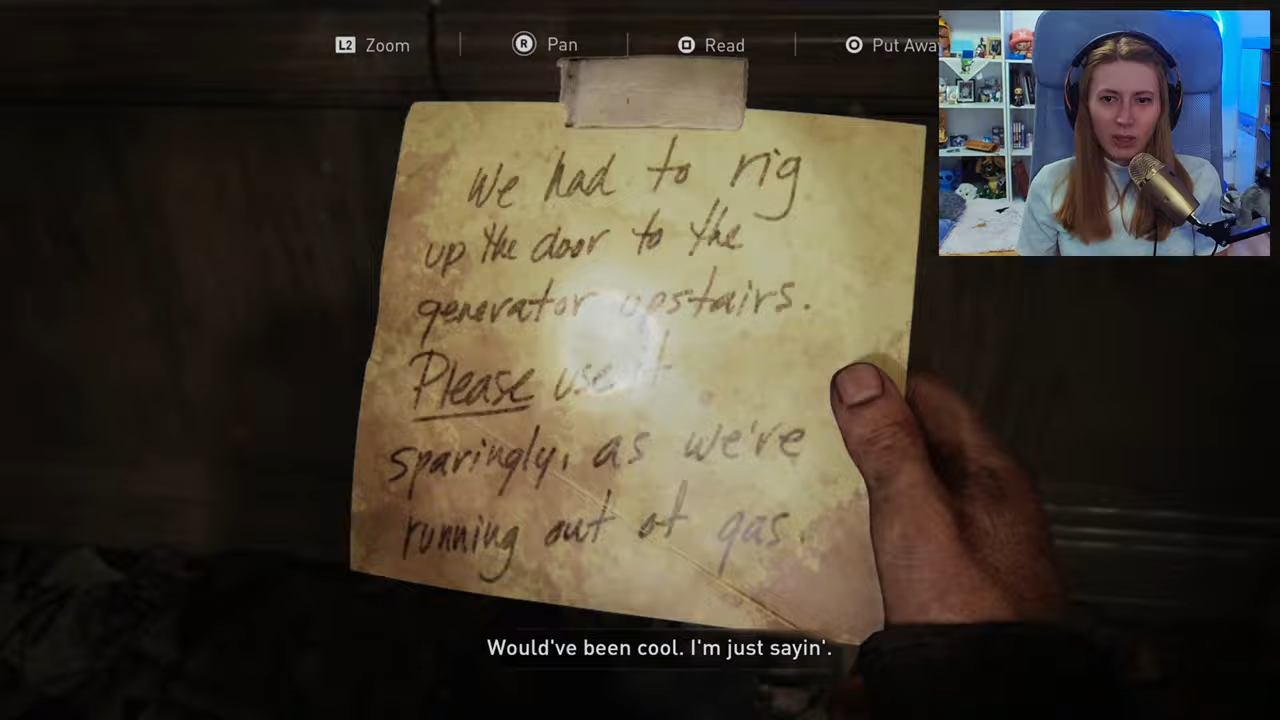 L2 Zoom | R Pan | Read | Put Awa
We had to rig
up the door to the
generator upstairs.
Please use it
sparingly, as we're
running out of gas.
Would've been cool. I'm just sayin'.